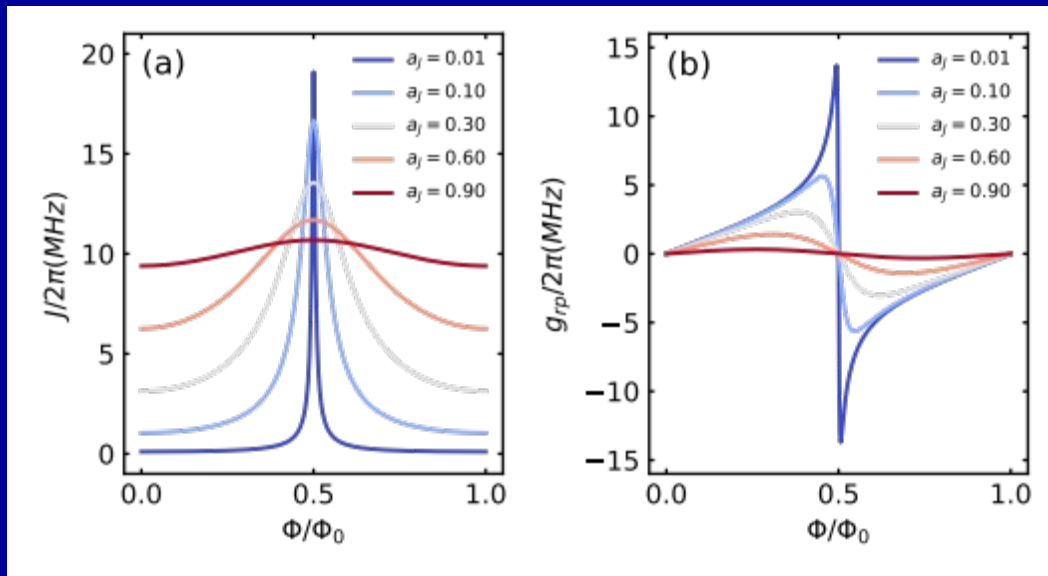 (a)
a_J = 0.01
a_J = 0.10
a_J = 0.30
a_J = 0.60
a_J = 0.90
20
15
10
5
0
J/2π(MHz)
0.0 0.5 1.0
Φ/Φ₀
(b)
a_J = 0.01
a_J = 0.10
a_J = 0.30
a_J = 0.60
a_J = 0.90
15
10
5
0
−5
−10
−15
g_rp/2π(MHz)
0.0 0.5 1.0
Φ/Φ₀